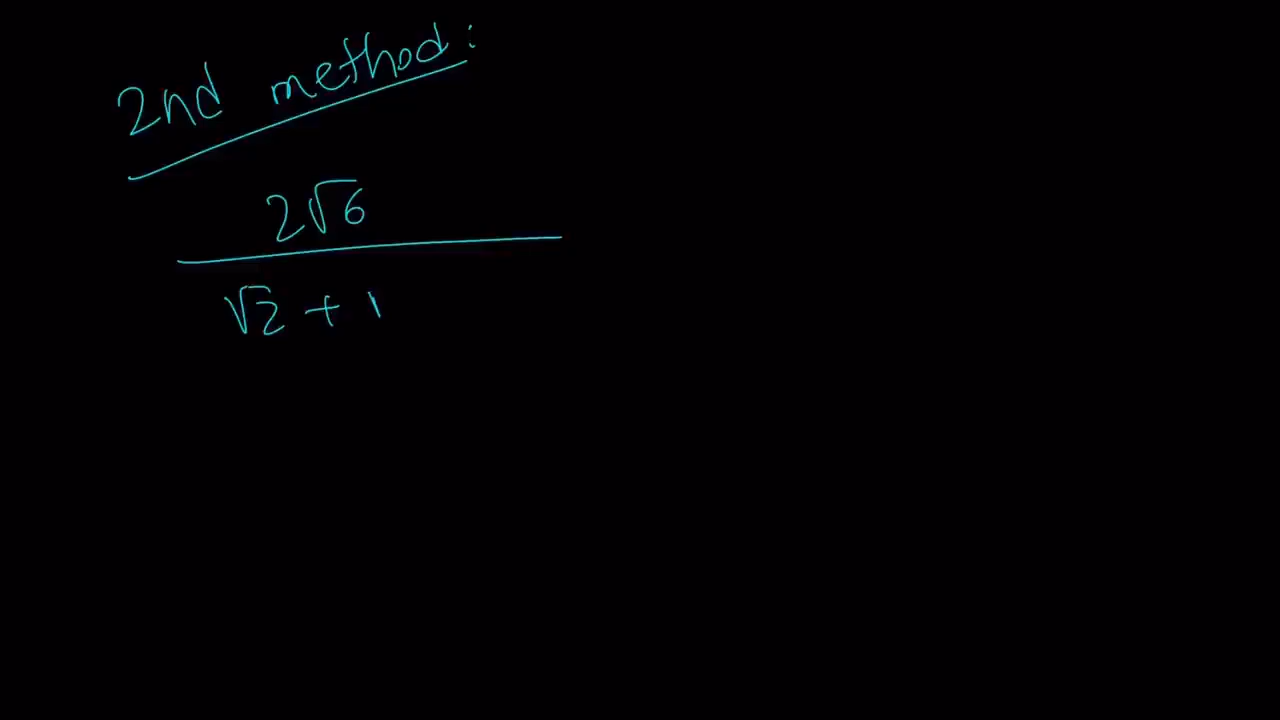 2nd method:
2√6
√2 + 1